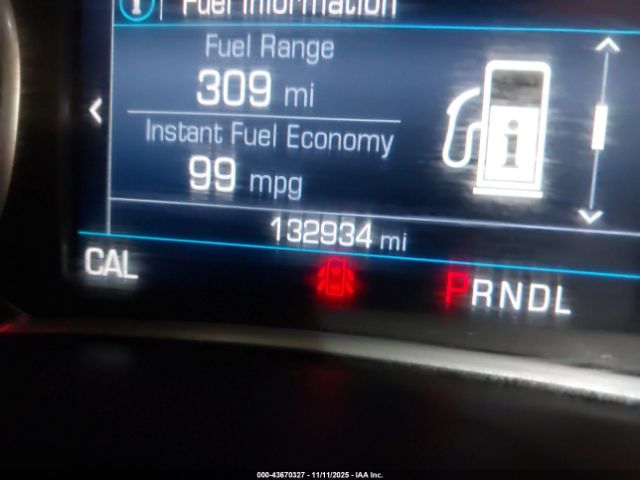 Fuel Information
Fuel Range
309 mi
Instant Fuel Economy
99 mpg
132934 mi
CAL
PRNDL
000-43670327 - 11/11/2025 - IAA Inc.